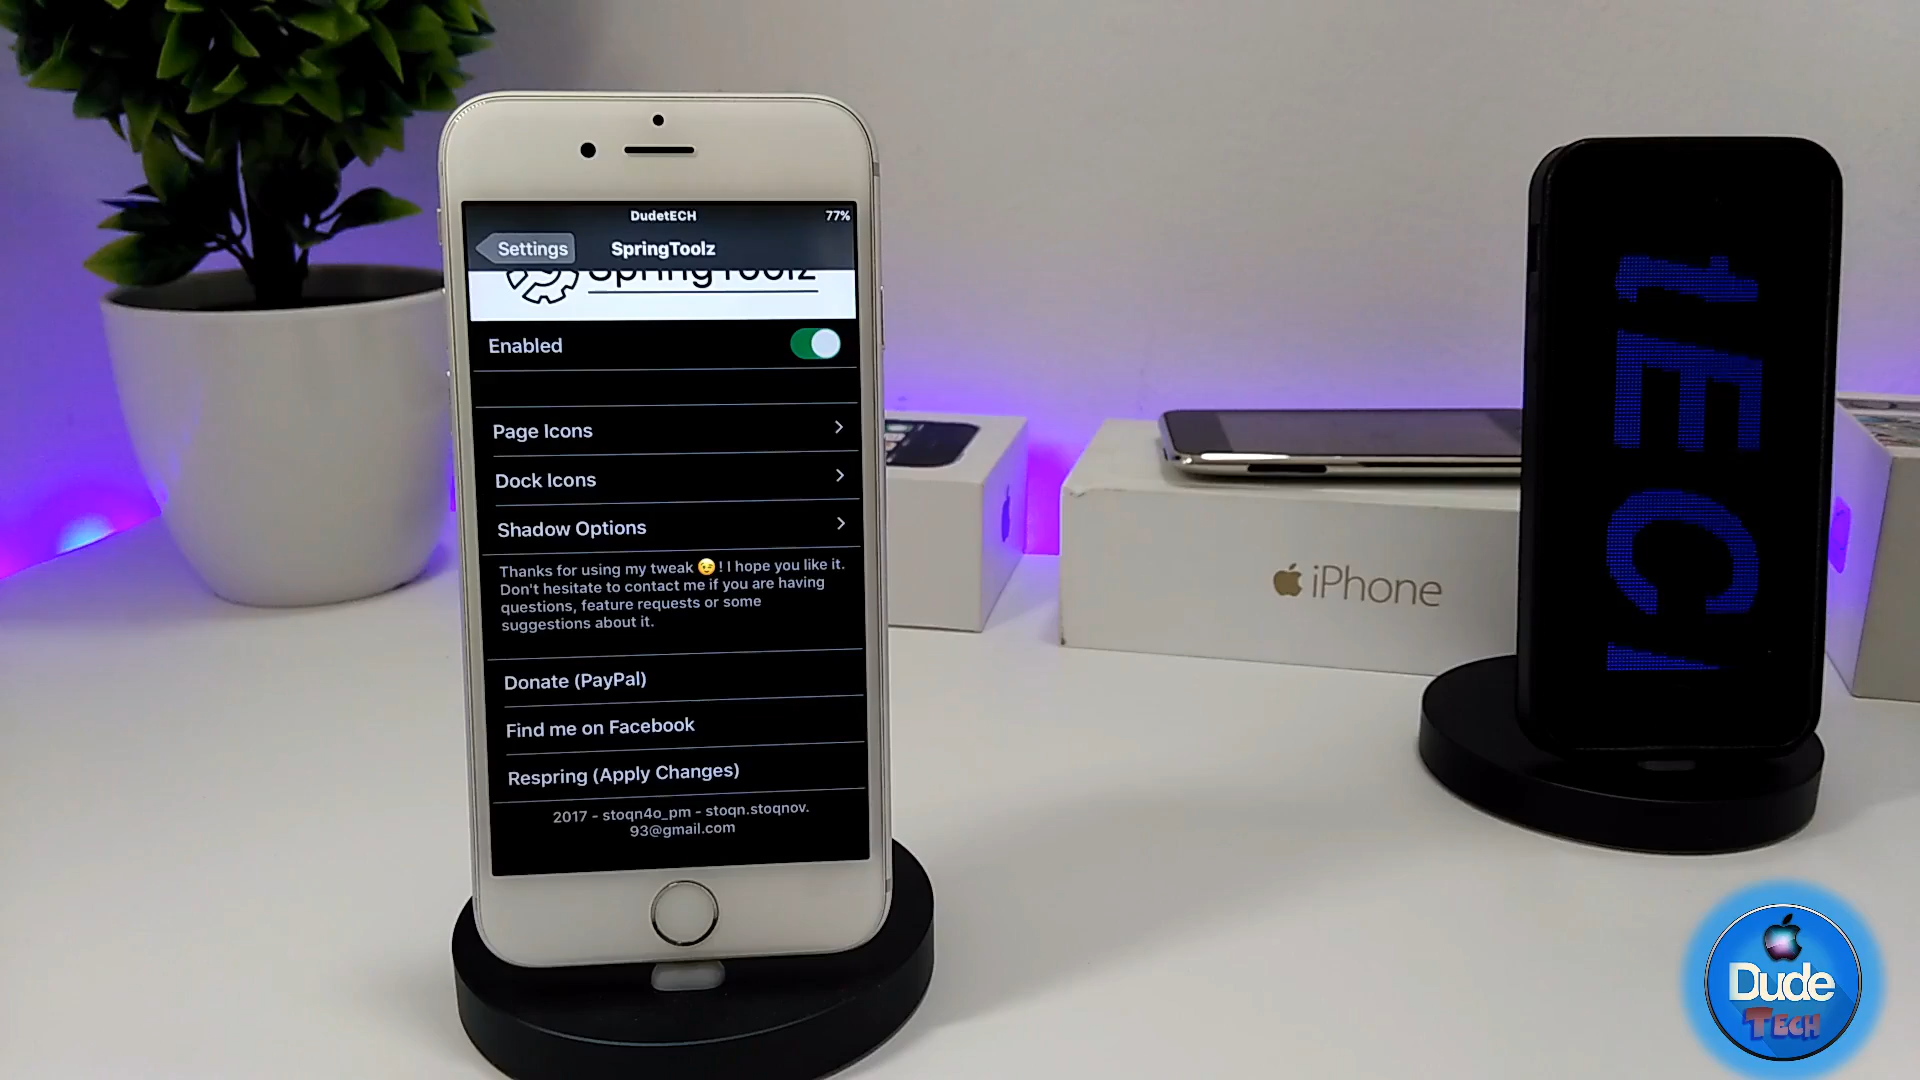 DudetECH
77%
Settings
SpringToolz
SpringToolz
Enabled
Page Icons
Dock Icons
Shadow Options
Thanks for using my tweak 😉! I hope you like it.
Don't hesitate to contact me if you are having
questions, feature requests or some
suggestions about it.
Donate (PayPal)
Find me on Facebook
Respring (Apply Changes)
2017 - stoqn4o_pm - stoqn.stoqnov.
93@gmail.com
iPhone
TEC
Dude
TECH